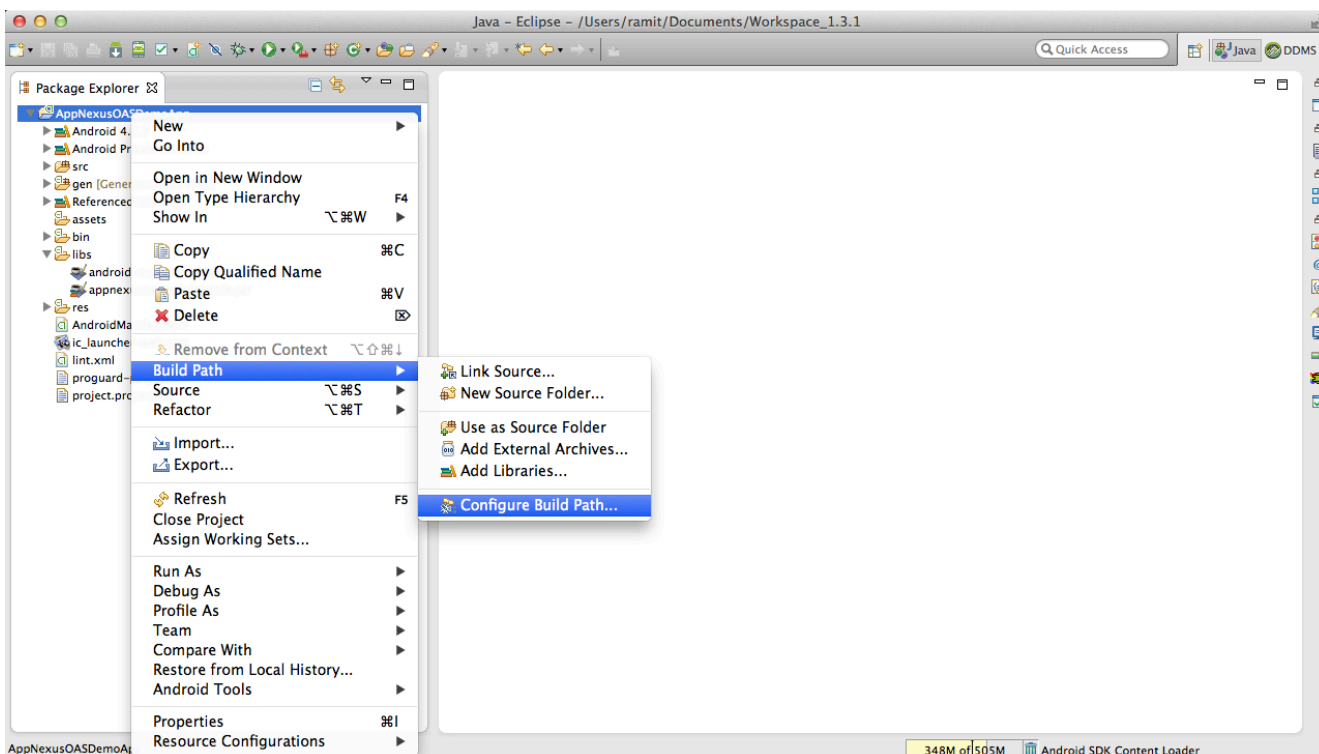 Java – Eclipse – /Users/ramit/Documents/Workspace_1.3.1
Quick Access
Java
DDMS
Package Explorer
AppNexusOASDemoApp
Android 4.
Android Pr
src
gen [Gener
Referenced
assets
bin
libs
android
appnex
res
AndroidMa
ic_launche
lint.xml
proguard-
project.pro
New
Go Into
Open in New Window
Open Type Hierarchy F4
Show In ⌥⌘W
Copy ⌘C
Copy Qualified Name
Paste ⌘V
Delete ⌦
Remove from Context ⌥⇧⌘↓
Build Path
Source ⌥⌘S
Refactor ⌥⌘T
Import...
Export...
Refresh F5
Close Project
Assign Working Sets...
Run As
Debug As
Profile As
Team
Compare With
Restore from Local History...
Android Tools
Properties ⌘I
Resource Configurations
Link Source...
New Source Folder...
Use as Source Folder
Add External Archives...
Add Libraries...
Configure Build Path...
AppNexusOASDemoAp
348M of 505M
Android SDK Content Loader